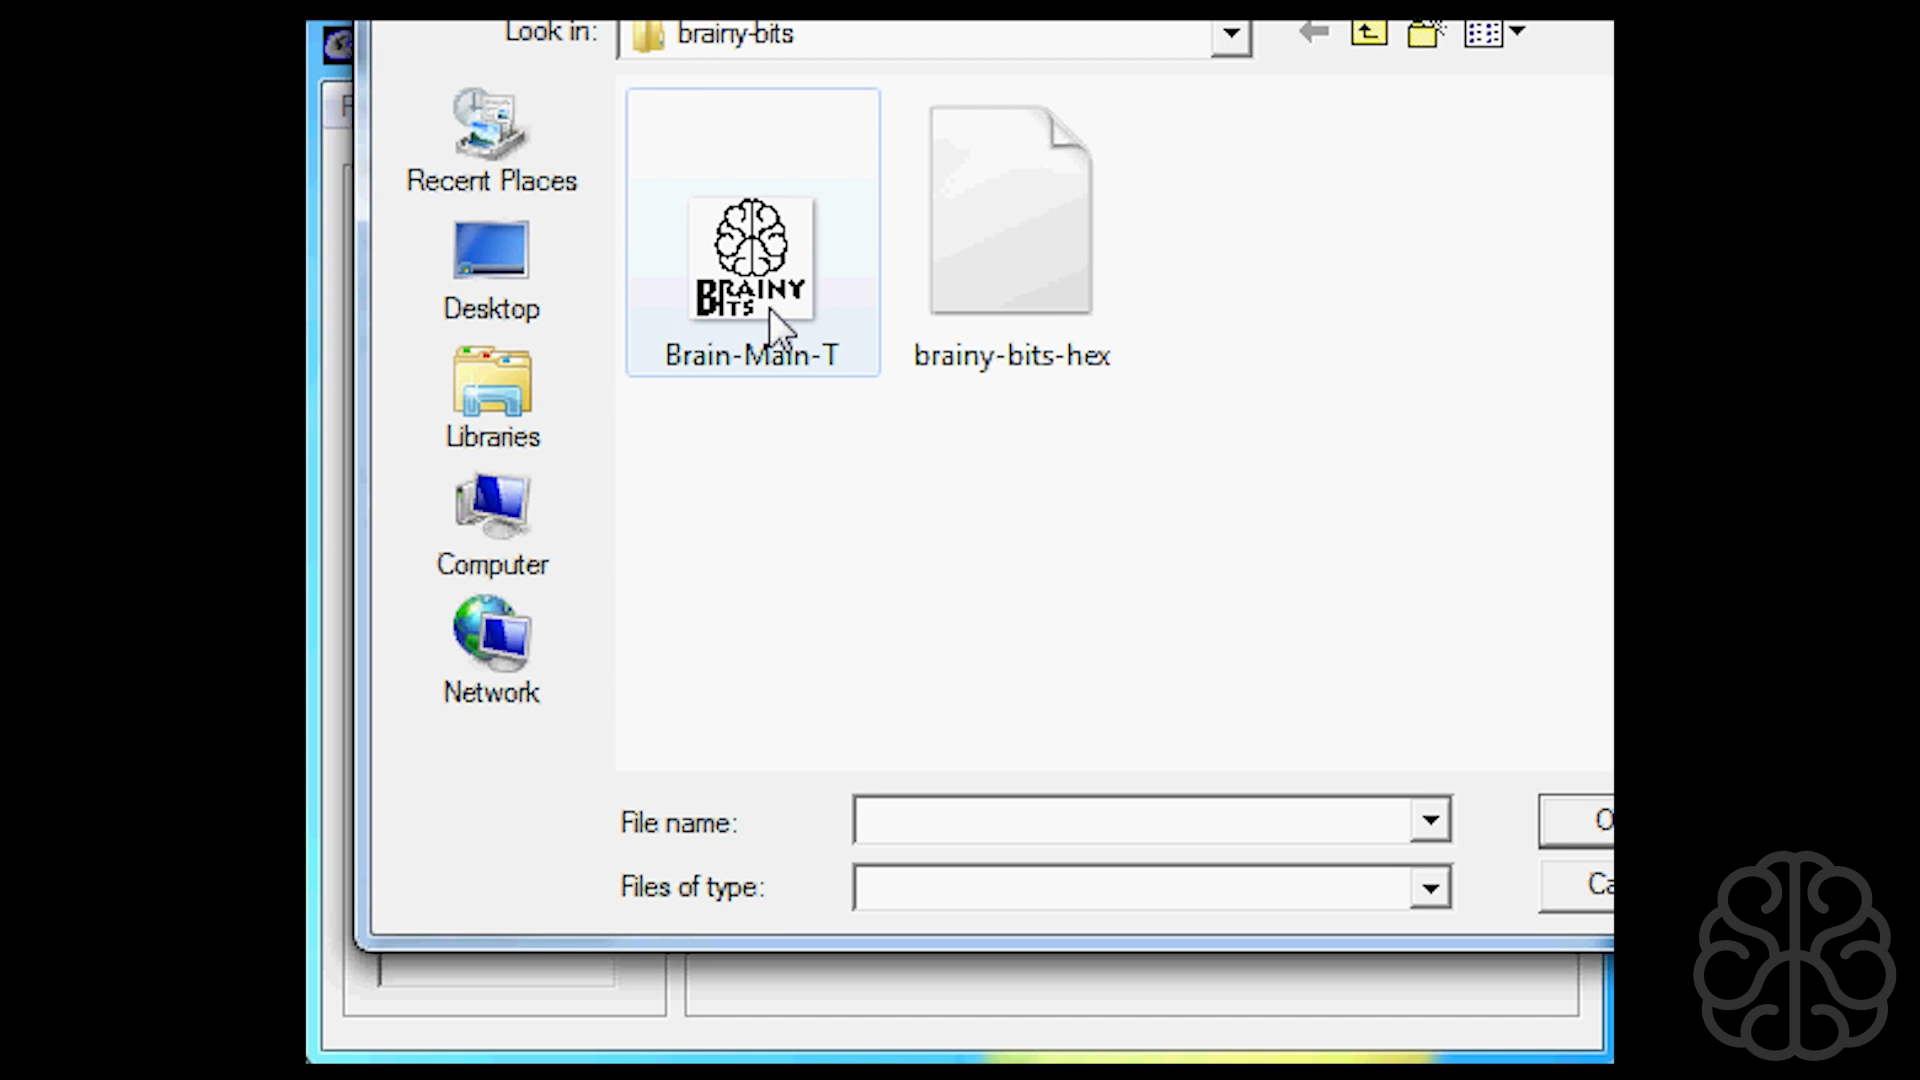 Look in:
brainy-bits
Recent Places
Desktop
Libraries
Computer
Network
BRAINY
BITS
Brain-Main-T
brainy-bits-hex
File name:
Files of type: